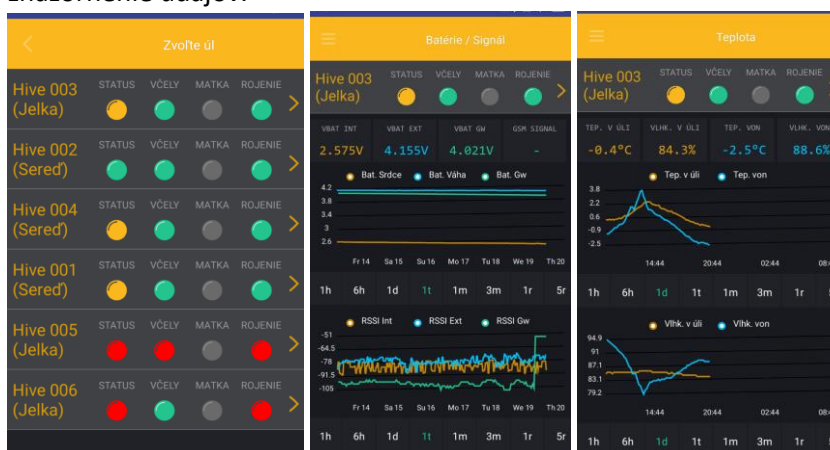 Zvoľte úl
Hive 003 (Jelka)
STATUS VČELY MATKA ROJENIE
Hive 002 (Sereď)
STATUS VČELY MATKA ROJENIE
Hive 004 (Sereď)
STATUS VČELY MATKA ROJENIE
Hive 001 (Sereď)
STATUS VČELY MATKA ROJENIE
Hive 005 (Jelka)
STATUS VČELY MATKA ROJENIE
Hive 006 (Jelka)
STATUS VČELY MATKA ROJENIE
Batérie / Signál
Hive 003 (Jelka)
STATUS VČELY MATKA ROJENIE
VBAT INT VBAT EXT VBAT GW GSM SIGNAL
2.575V 4.155V 4.021V -
Bat. Srdce Bat. Váha Bat. Gw
4.2
3.8
3.4
3
2.6
Fr 14 Sa 15 Su 16 Mo 17 Tu 18 We 19 Th 20
1h 6h 1d 1t 1m 3m 1r 5r
RSSI Int RSSI Ext RSSI Gw
-51
-64.5
-78
-91.5
-105
Fr 14 Sa 15 Su 16 Mo 17 Tu 18 We 19 Th 20
1h 6h 1d 1t 1m 3m 1r 5r
Teplota
Hive 003 (Jelka)
STATUS VČELY MATKA ROJENIE
TEP. V ÚLI VLHK. V ÚLI TEP. VON VLHK. VON
-0.4°C 84.3% -2.5°C 88.6%
Tep. v úli Tep. von
3.8
2.2
0.6
-0.9
-2.5
14:44 20:44 02:44
1h 6h 1d 1t 1m 3m 1r
Vlhk. v úli Vlhk. von
94.9
91
87.1
83.1
79.2
14:44 20:44 02:44
1h 6h 1d 1t 1m 3m 1r